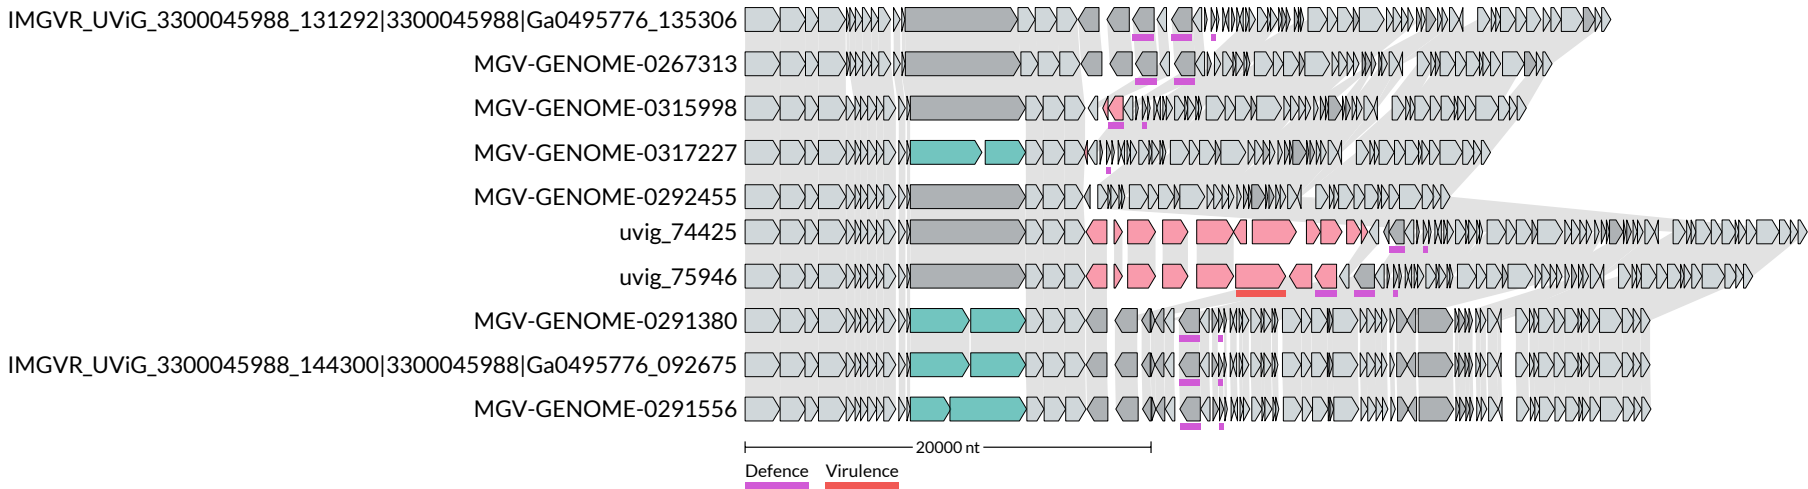 IMGVR_UViG_3300045988_131292|3300045988|Ga0495776_135306
MGV-GENOME-0267313
MGV-GENOME-0315998
MGV-GENOME-0317227
MGV-GENOME-0292455
uvig_74425
uvig_75946
MGV-GENOME-0291380
IMGVR_UViG_3300045988_144300|3300045988|Ga0495776_092675
MGV-GENOME-0291556
20000 nt
Defence Virulence